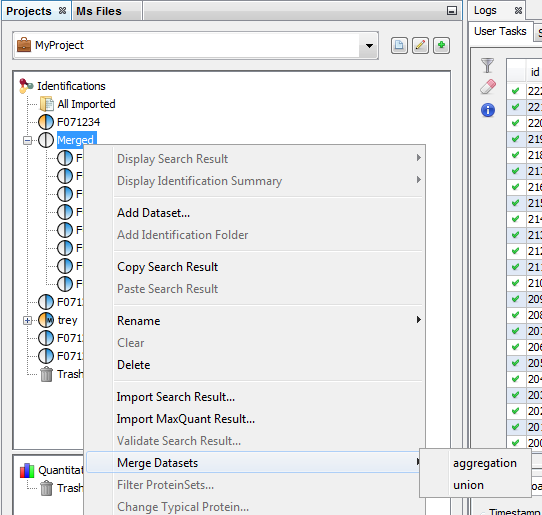 Projects
Ms Files
Logs
MyProject
User Tasks
Identifications
All Imported
F071234
Merged
F
F
F
F
F
F
F
F
F071
trey
F071
F071
Trash
Quantitat
Trash
Display Search Result
Display Identification Summary
Add Dataset...
Add Identification Folder
Copy Search Result
Paste Search Result
Rename
Clear
Delete
Import Search Result...
Import MaxQuant Result...
Validate Search Result...
Merge Datasets
Filter ProteinSets...
Change Typical Protein...
aggregation
union
id
222
221
220
219
218
217
216
215
214
213
212
211
210
209
208
207
206
205
204
203
202
201
200
Timestamp